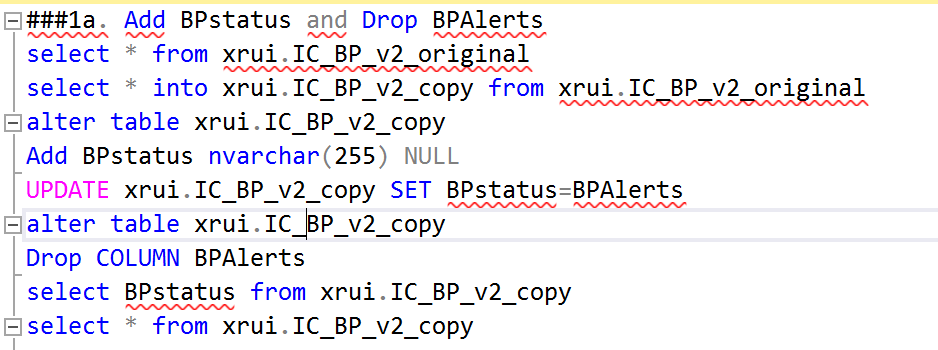 ###1a. Add BPstatus and Drop BPAlerts
select * from xrui.IC_BP_v2_original
select * into xrui.IC_BP_v2_copy from xrui.IC_BP_v2_original
alter table xrui.IC_BP_v2_copy
Add BPstatus nvarchar(255) NULL
UPDATE xrui.IC_BP_v2_copy SET BPstatus=BPAlerts
alter table xrui.IC_BP_v2_copy
Drop COLUMN BPAlerts
select BPstatus from xrui.IC_BP_v2_copy
select * from xrui.IC_BP_v2_copy